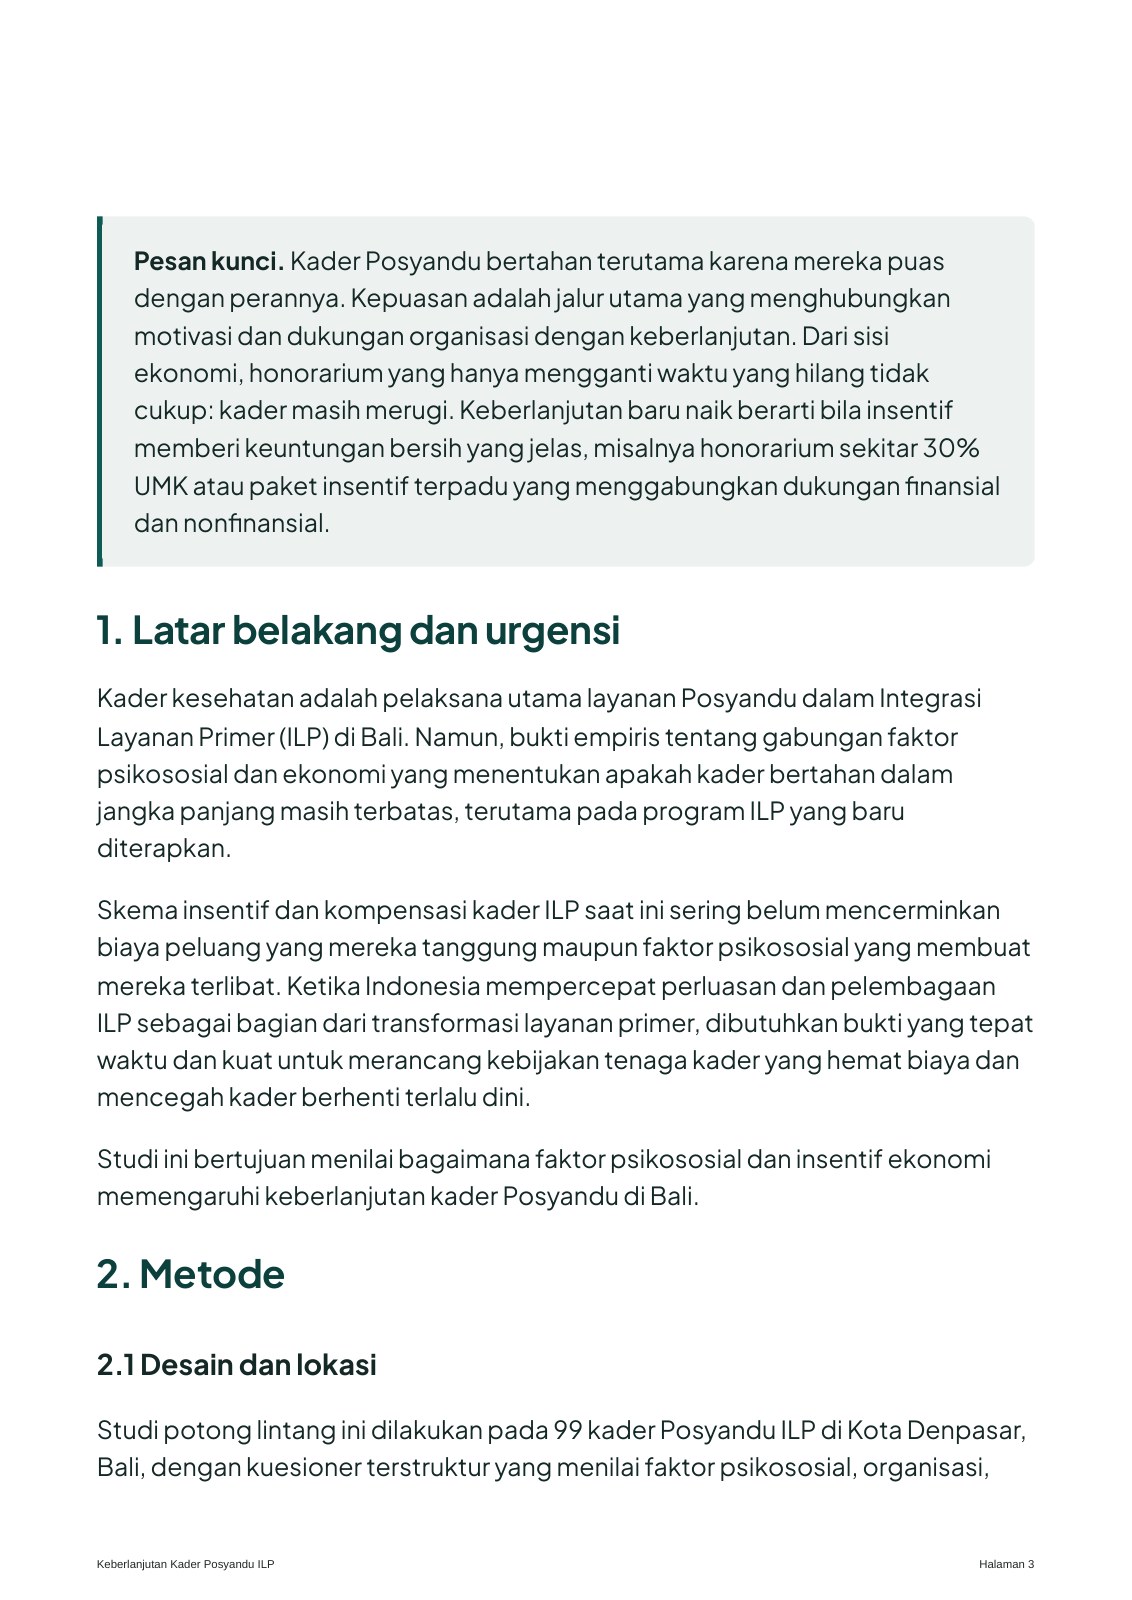 Pesan kunci. Kader Posyandu bertahan terutama karena mereka puas
dengan perannya. Kepuasan adalah jalur utama yang menghubungkan
motivasi dan dukungan organisasi dengan keberlanjutan. Dari sisi
ekonomi, honorarium yang hanya mengganti waktu yang hilang tidak
cukup: kader masih merugi. Keberlanjutan baru naik berarti bila insentif
memberi keuntungan bersih yang jelas, misalnya honorarium sekitar 30%
UMK atau paket insentif terpadu yang menggabungkan dukungan finansial
dan nonfinansial.
1. Latar belakang dan urgensi
Kader kesehatan adalah pelaksana utama layanan Posyandu dalam Integrasi
Layanan Primer (ILP) di Bali. Namun, bukti empiris tentang gabungan faktor
psikososial dan ekonomi yang menentukan apakah kader bertahan dalam
jangka panjang masih terbatas, terutama pada program ILP yang baru
diterapkan.
Skema insentif dan kompensasi kader ILP saat ini sering belum mencerminkan
biaya peluang yang mereka tanggung maupun faktor psikososial yang membuat
mereka terlibat. Ketika Indonesia mempercepat perluasan dan pelembagaan
ILP sebagai bagian dari transformasi layanan primer, dibutuhkan bukti yang tepat
waktu dan kuat untuk merancang kebijakan tenaga kader yang hemat biaya dan
mencegah kader berhenti terlalu dini.
Studi ini bertujuan menilai bagaimana faktor psikososial dan insentif ekonomi
memengaruhi keberlanjutan kader Posyandu di Bali.
2. Metode
2.1 Desain dan lokasi
Studi potong lintang ini dilakukan pada 99 kader Posyandu ILP di Kota Denpasar,
Bali, dengan kuesioner terstruktur yang menilai faktor psikososial, organisasi,
Keberlanjutan Kader Posyandu ILP
Halaman 3